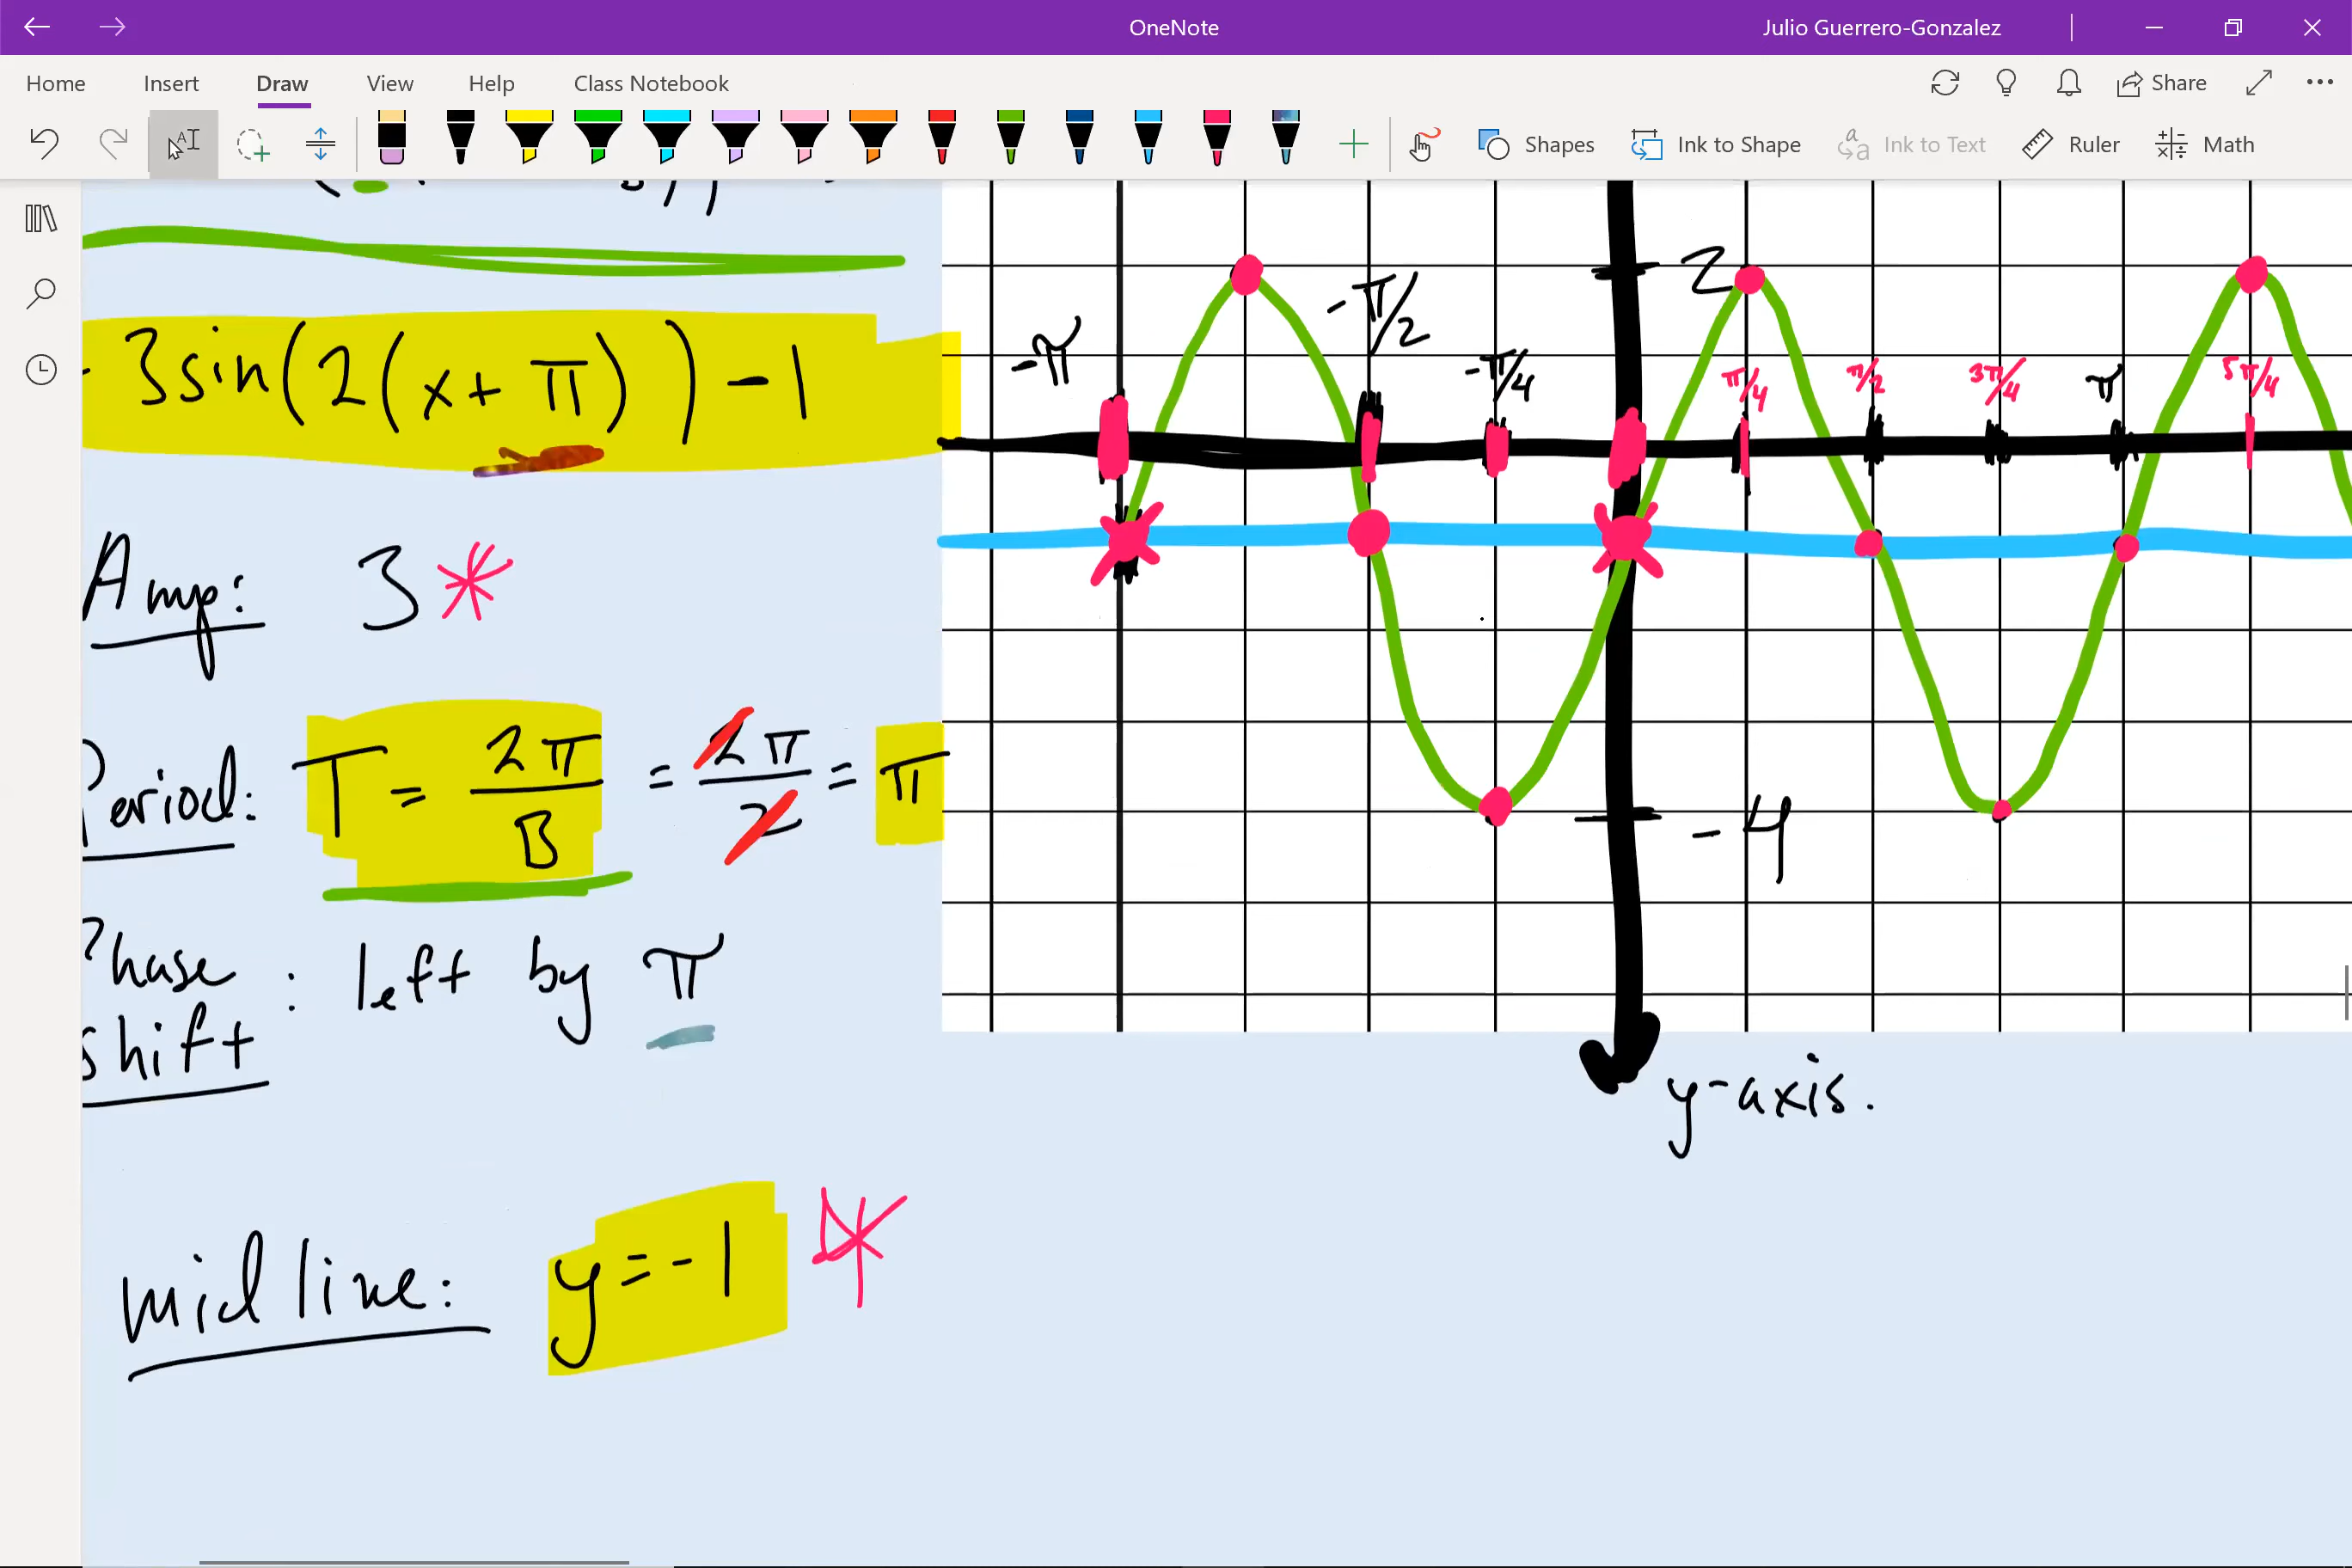 OneNote
Julio Guerrero-Gonzalez
Home Insert Draw View Help Class Notebook
Share
Shapes Ink to Shape Ink to Text Ruler Math
3sin(2(x+π))-1
Amp: 3*
Period: T = 2π/B = 2π/2 = π
Phase shift : left by π
midline: y=-1 *
2
-π
-π/2
-π/4
π/4
π/2
3π/4
π
5π/4
-4
y-axis.